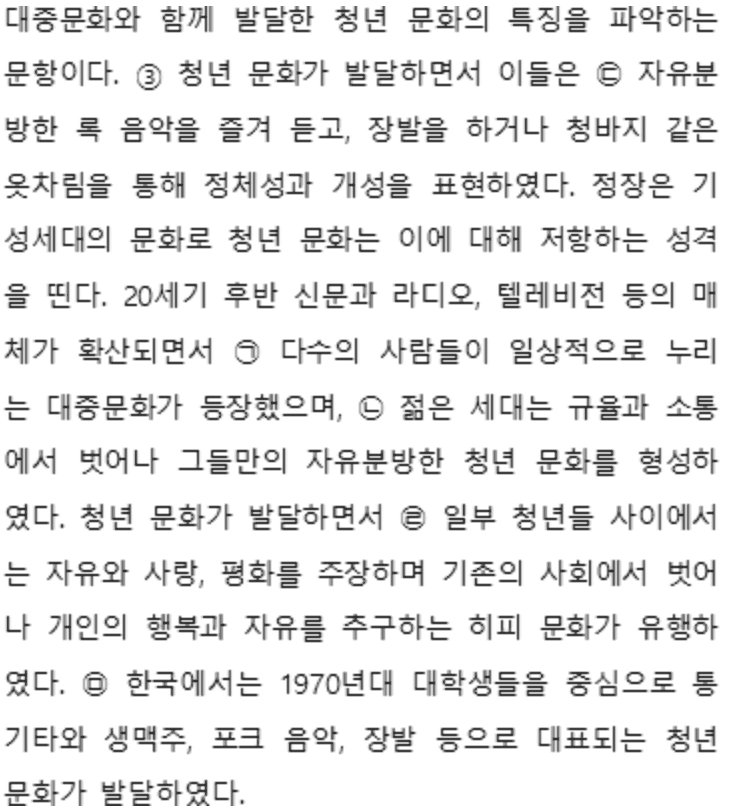 대중문화와 함께 발달한 청년 문화의 특징을 파악하는
문항이다. ③ 청년 문화가 발달하면서 이들은 ㉢ 자유분
방한 록 음악을 즐겨 듣고, 장발을 하거나 청바지 같은
옷차림을 통해 정체성과 개성을 표현하였다. 정장은 기
성세대의 문화로 청년 문화는 이에 대해 저항하는 성격
을 띤다. 20세기 후반 신문과 라디오, 텔레비전 등의 매
체가 확산되면서 ㉠ 다수의 사람들이 일상적으로 누리
는 대중문화가 등장했으며, ㉡ 젊은 세대는 규율과 소통
에서 벗어나 그들만의 자유분방한 청년 문화를 형성하
였다. 청년 문화가 발달하면서 ㉣ 일부 청년들 사이에서
는 자유와 사랑, 평화를 주장하며 기존의 사회에서 벗어
나 개인의 행복과 자유를 추구하는 히피 문화가 유행하
였다. ㉤ 한국에서는 1970년대 대학생들을 중심으로 통
기타와 생맥주, 포크 음악, 장발 등으로 대표되는 청년
문화가 발달하였다.